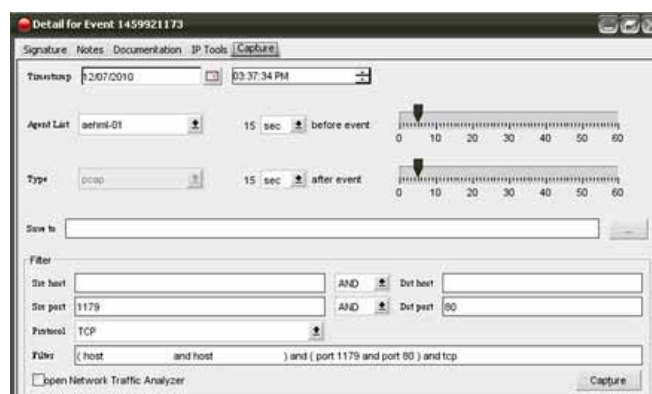 Detail for Event 1459921173
Signature Notes Documentation IP Tools Capture
Timestamp 12/07/2010 03:37:34 PM
Agent List aehml-01 15 sec before event
0 10 20 30 40 50 60
Type pcap 15 sec after event
0 10 20 30 40 50 60
Save to ...
Filter
Src host AND Dst host
Src port 1179 AND Dst port 80
Protocol TCP
Filter ( host and host ) and ( port 1179 and port 80 ) and tcp
open Network Traffic Analyzer Capture